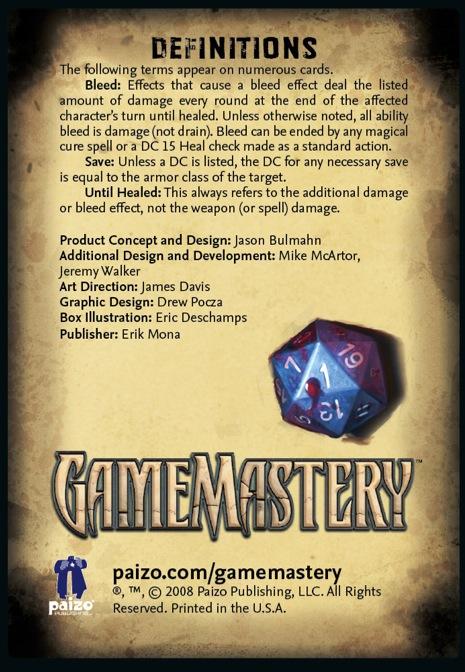 DEFINITIONS
The following terms appear on numerous cards.
Bleed: Effects that cause a bleed effect deal the listed
amount of damage every round at the end of the affected
character's turn until healed. Unless otherwise noted, all ability
bleed is damage (not drain). Bleed can be ended by any magical
cure spell or a DC 15 Heal check made as a standard action.
Save: Unless a DC is listed, the DC for any necessary save
is equal to the armor class of the target.
Until Healed: This always refers to the additional damage
or bleed effect, not the weapon (or spell) damage.
Product Concept and Design: Jason Bulmahn
Additional Design and Development: Mike McArtor,
Jeremy Walker
Art Direction: James Davis
Graphic Design: Drew Pocza
Box Illustration: Eric Deschamps
Publisher: Erik Mona
7
1
19
13
GAMEMASTERY™
paizo.com/gamemastery
®, ™, © 2008 Paizo Publishing, LLC. All Rights
Reserved. Printed in the U.S.A.
paizo
PUBLISHING